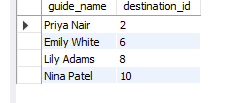 guide_name destination_id
Priya Nair 2
Emily White 6
Lily Adams 8
Nina Patel 10